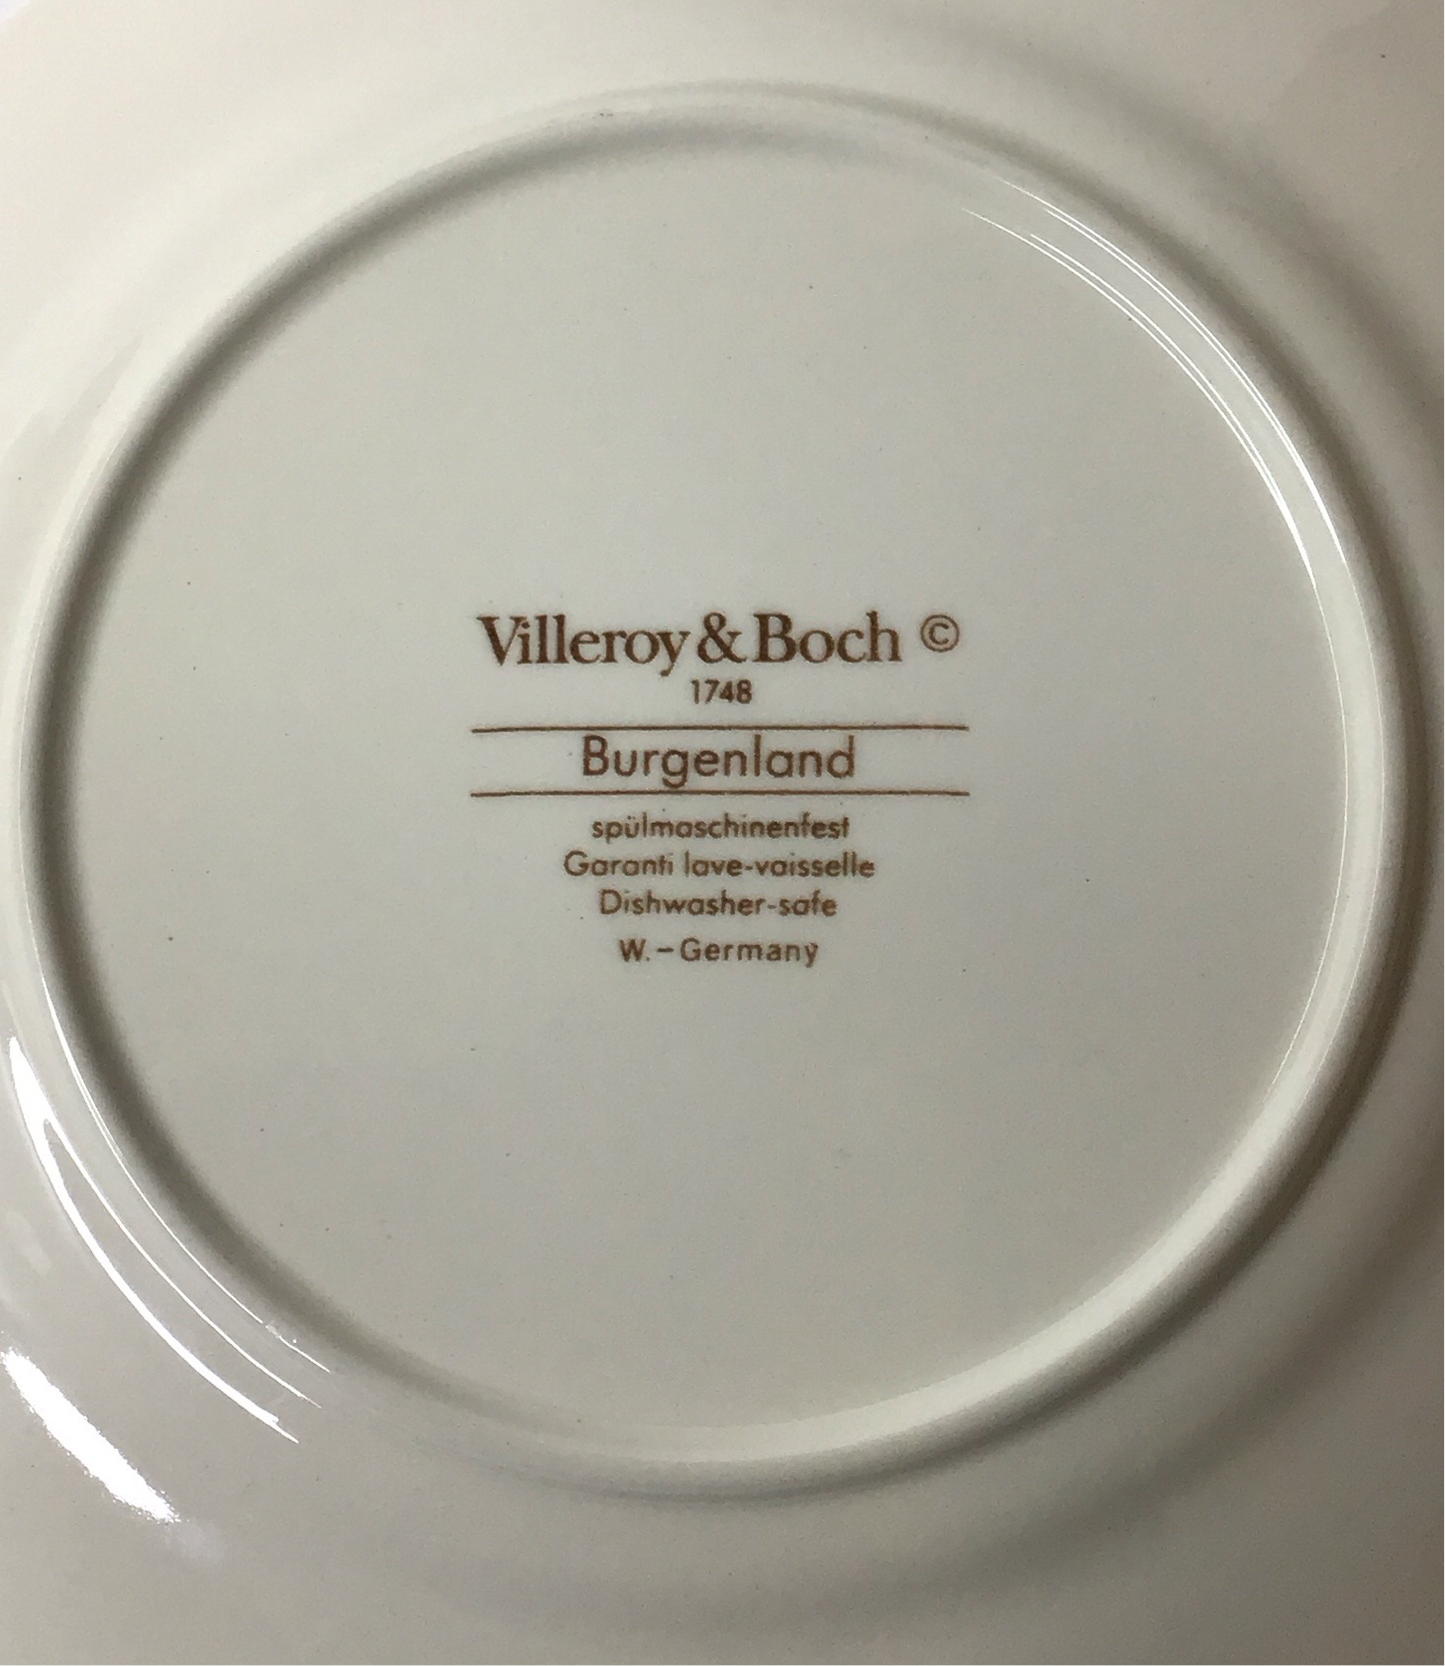 Villeroy & Boch ©
1748
Burgenland
spülmaschinenfest
Garanti lave-vaisselle
Dishwasher-safe
W.-Germany